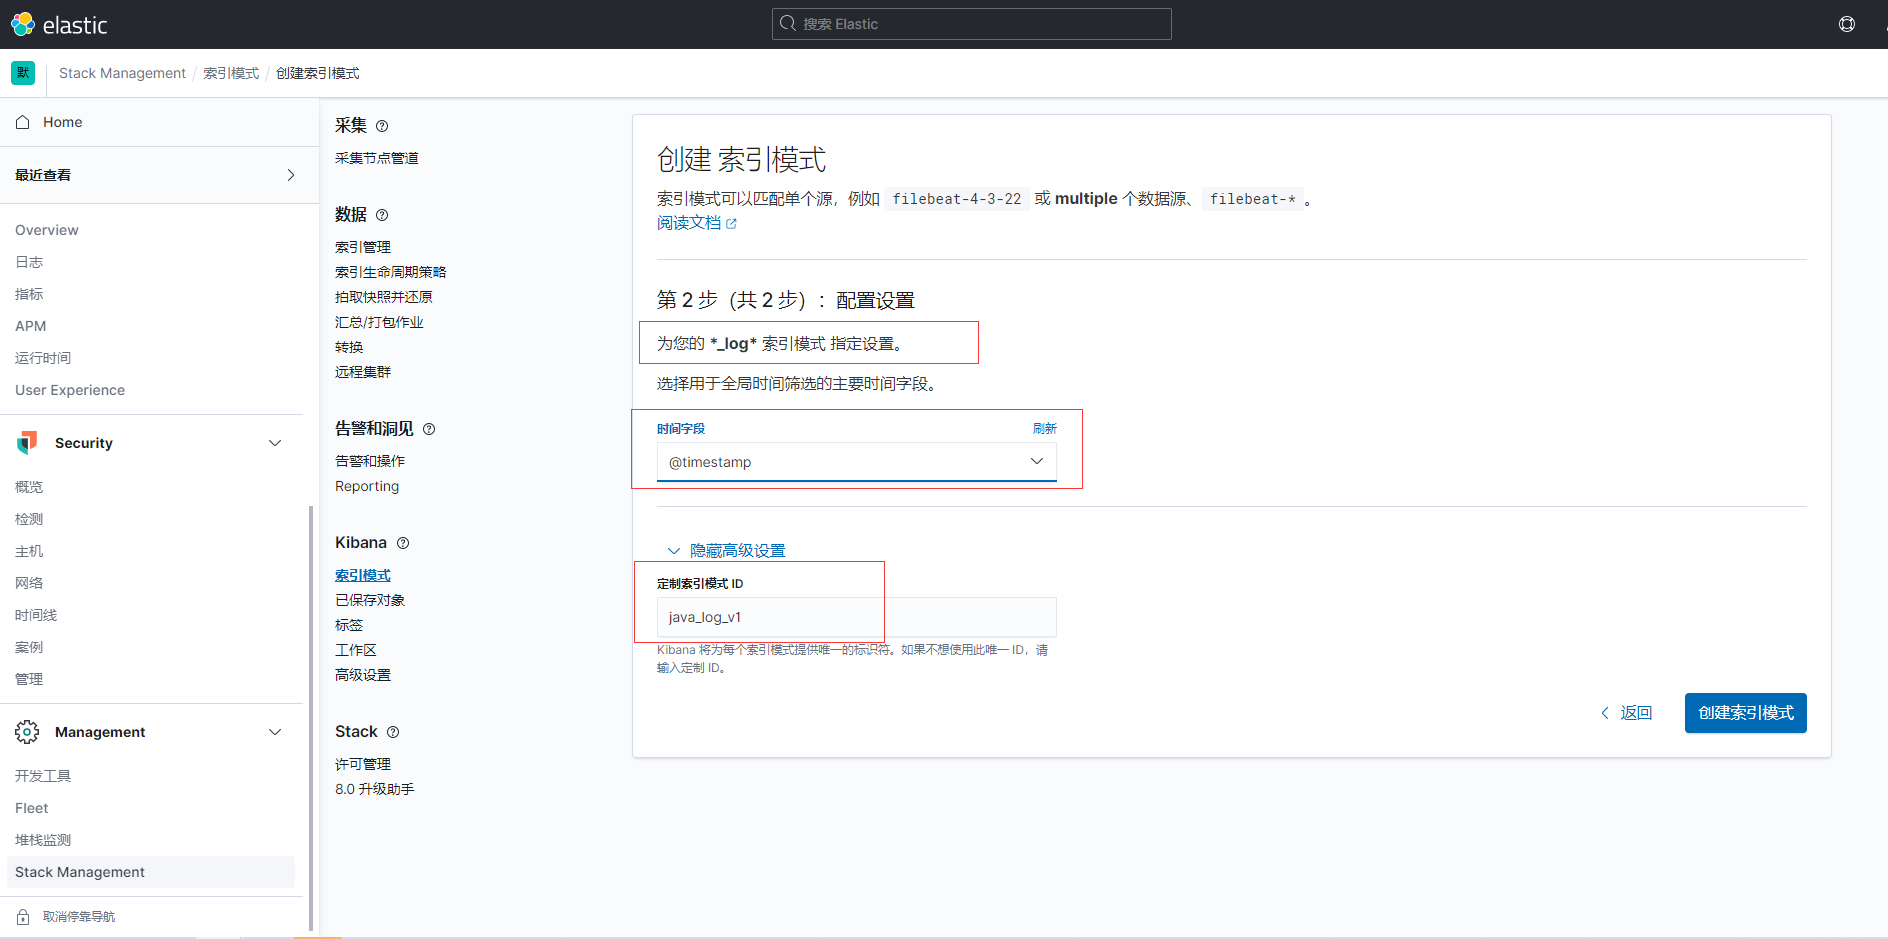 elastic
搜索 Elastic
默
Stack Management / 索引模式 / 创建索引模式
Home
最近查看
Overview
日志
指标
APM
运行时间
User Experience
Security
概览
检测
主机
网络
时间线
案例
管理
Management
开发工具
Fleet
堆栈监测
Stack Management
取消停靠导航
采集
采集节点管道
数据
索引管理
索引生命周期策略
拍取快照并还原
汇总/打包作业
转换
远程集群
告警和洞见
告警和操作
Reporting
Kibana
索引模式
已保存对象
标签
工作区
高级设置
Stack
许可管理
8.0 升级助手
创建 索引模式
索引模式可以匹配单个源，例如 filebeat-4-3-22 或 multiple 个数据源、 filebeat-* 。
阅读文档
第 2 步（共 2 步）：配置设置
为您的 *_log* 索引模式 指定设置。
选择用于全局时间筛选的主要时间字段。
时间字段 刷新
@timestamp
隐藏高级设置
定制索引模式 ID
java_log_v1
Kibana 将为每个索引模式提供唯一的标识符。如果不想使用此唯一 ID，请
输入定制 ID。
返回
创建索引模式